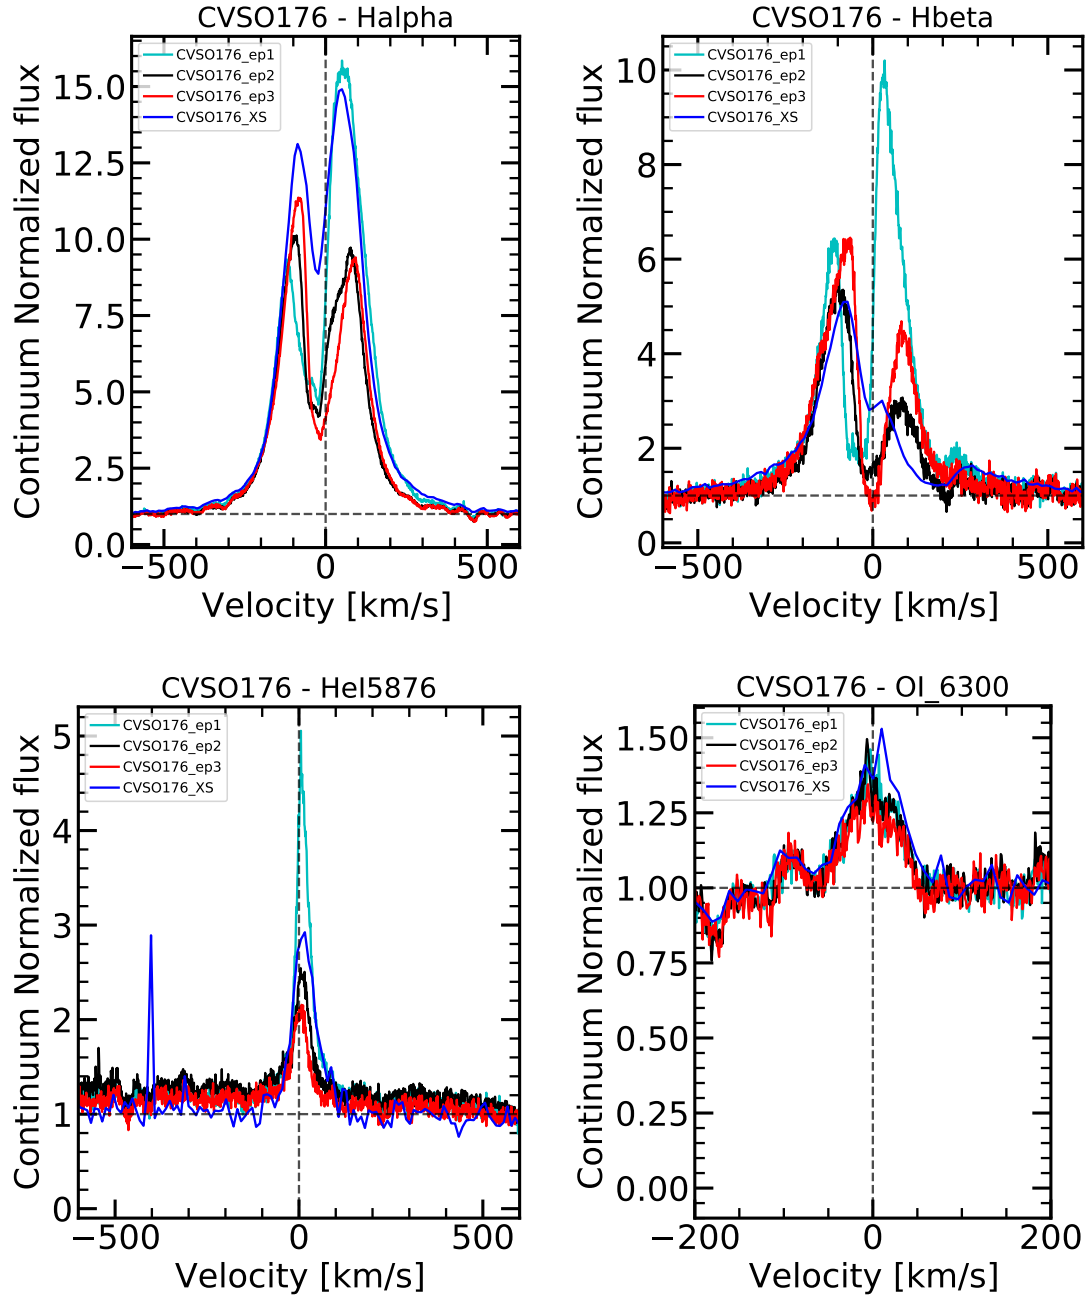 CVSO176 - Halpha
CVSO176_ep1
CVSO176_ep2
CVSO176_ep3
CVSO176_XS
Continuum Normalized flux
15.0
12.5
10.0
7.5
5.0
2.5
0.0
−500
0
500
Velocity [km/s]
CVSO176 - Hbeta
CVSO176_ep1
CVSO176_ep2
CVSO176_ep3
CVSO176_XS
Continuum Normalized flux
10
8
6
4
2
0
−500
0
500
Velocity [km/s]
CVSO176 - HeI5876
CVSO176_ep1
CVSO176_ep2
CVSO176_ep3
CVSO176_XS
Continuum Normalized flux
5
4
3
2
1
0
−500
0
500
Velocity [km/s]
CVSO176 - OI_6300
CVSO176_ep1
CVSO176_ep2
CVSO176_ep3
CVSO176_XS
Continuum Normalized flux
1.50
1.25
1.00
0.75
0.50
0.25
0.00
−200
0
200
Velocity [km/s]